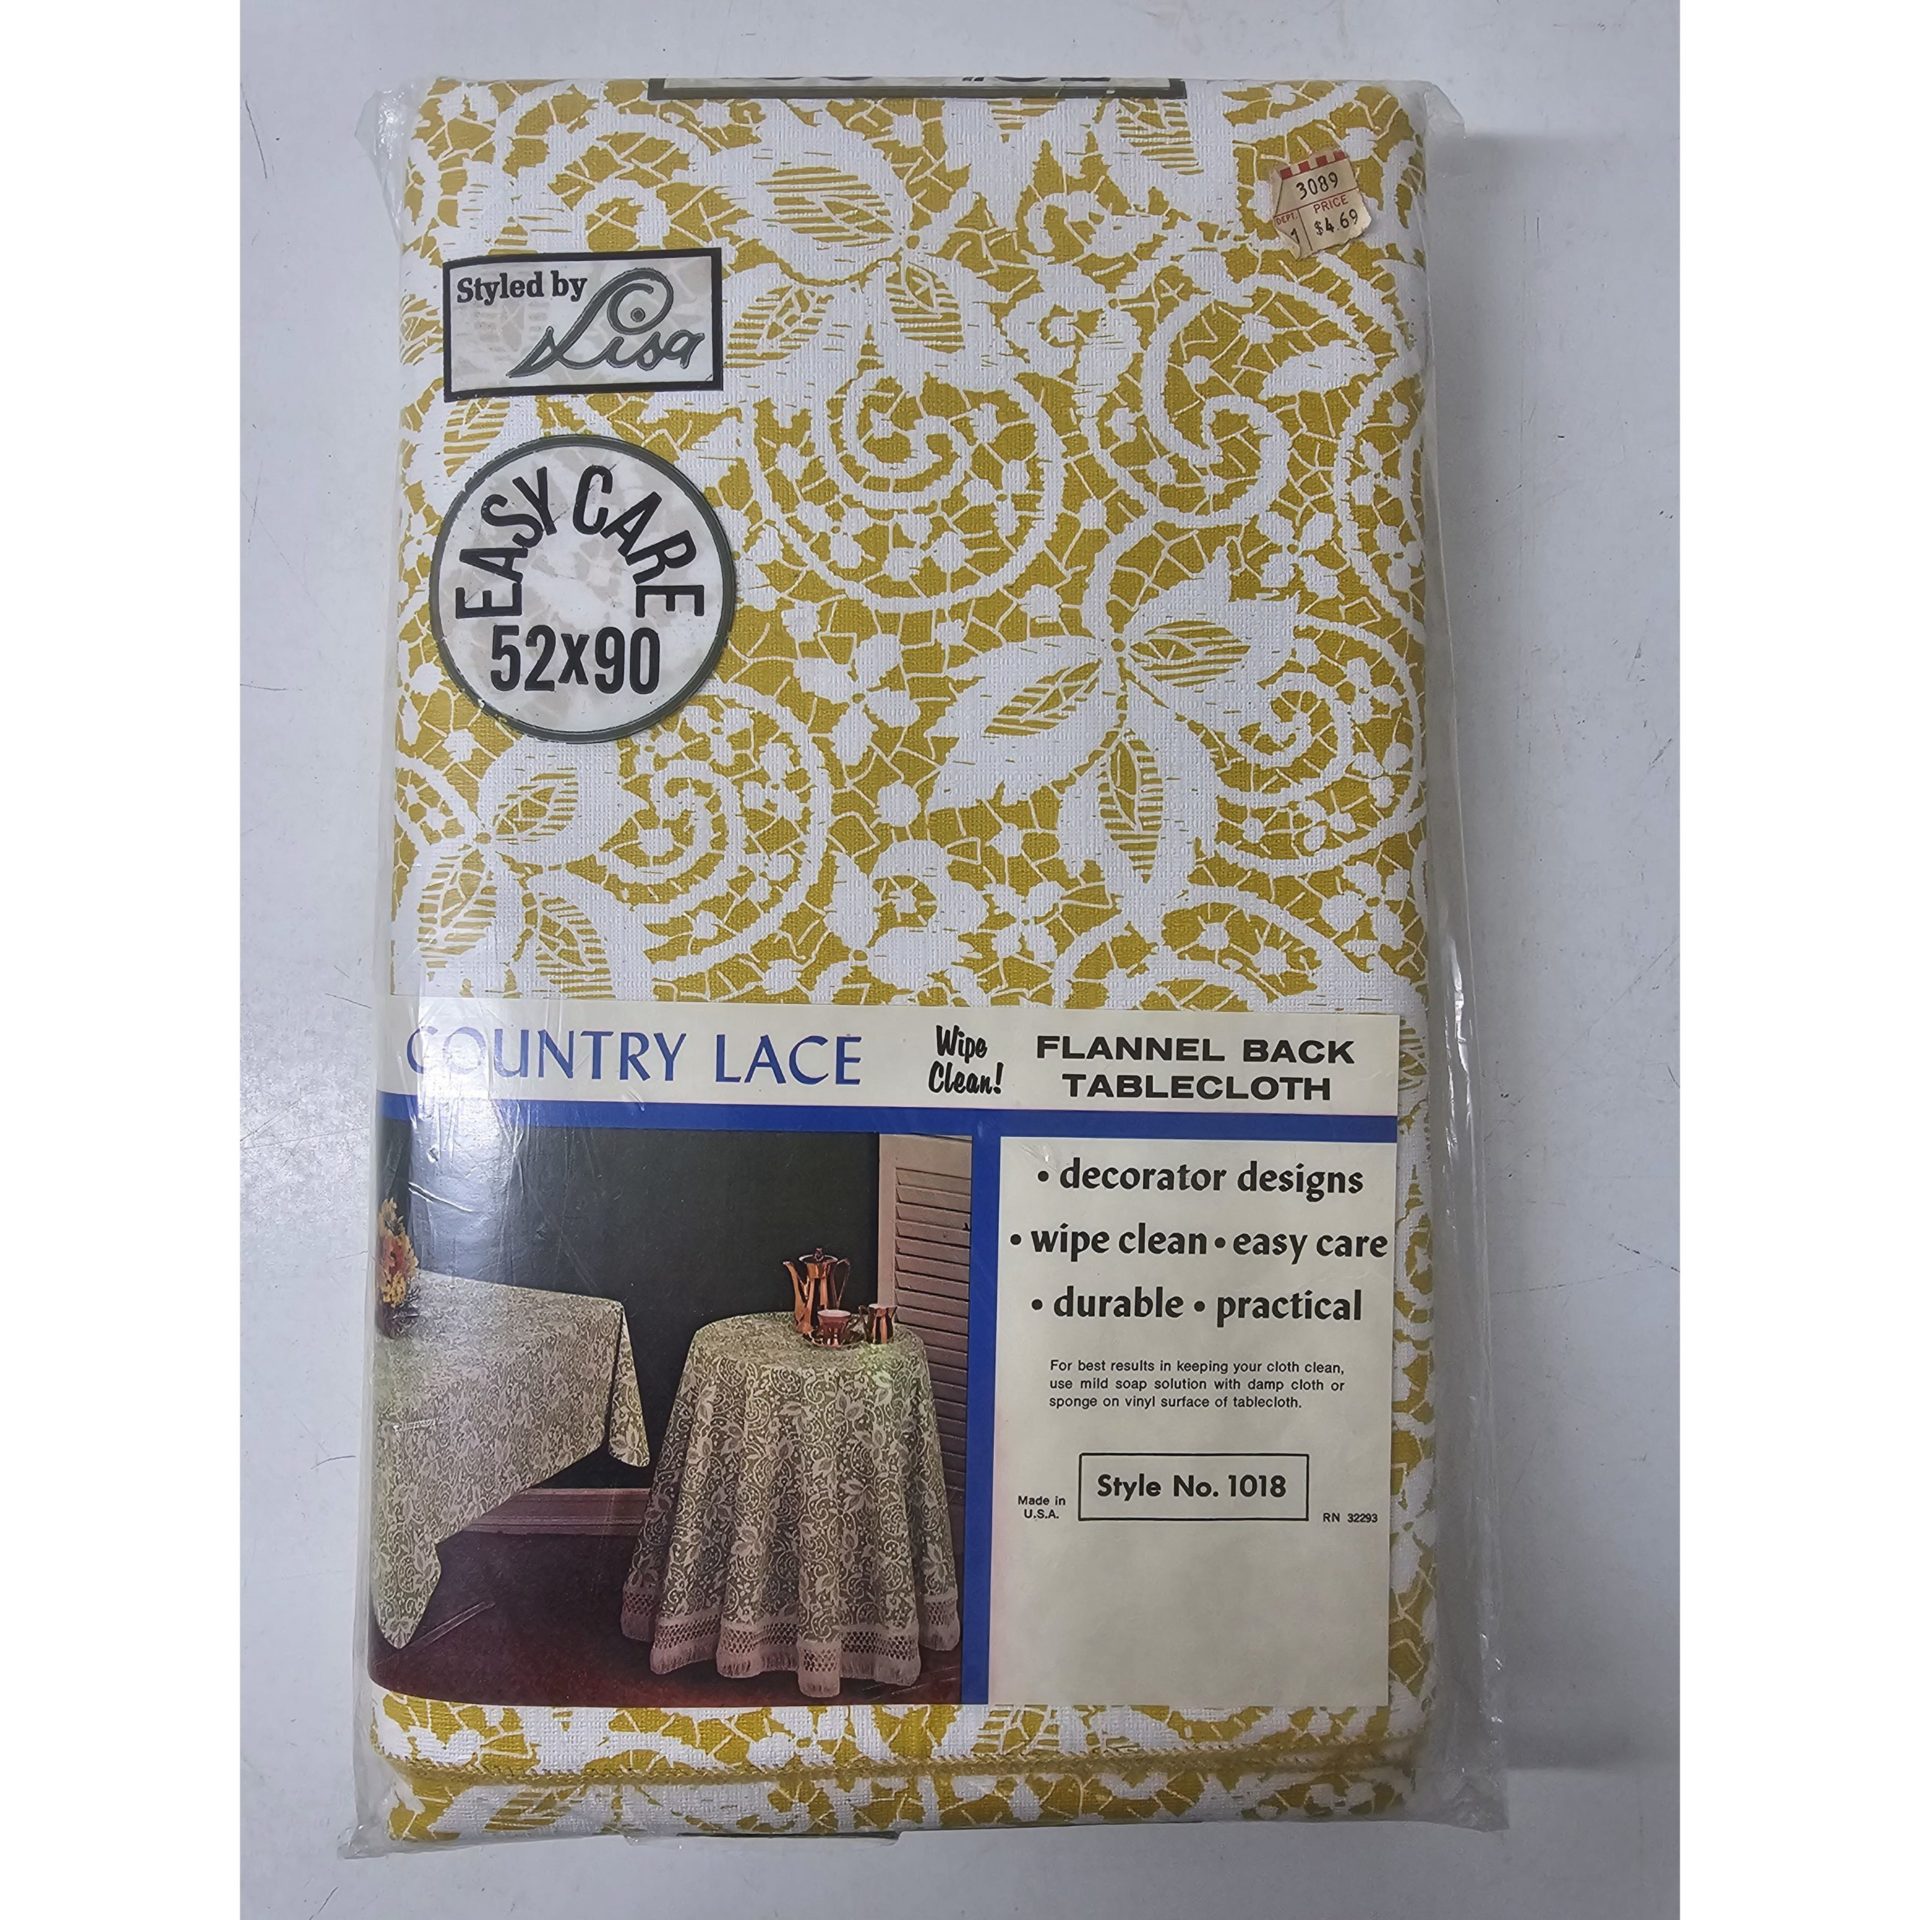 3089
DEPT. PRICE
1 $4.69
Styled by
Lisa
EASY CARE
52x90
COUNTRY LACE
Wipe
Clean!
FLANNEL BACK
TABLECLOTH
• decorator designs
• wipe clean • easy care
• durable • practical
For best results in keeping your cloth clean,
use mild soap solution with damp cloth or
sponge on vinyl surface of tablecloth.
Made in
U.S.A.
Style No. 1018
RN 32293